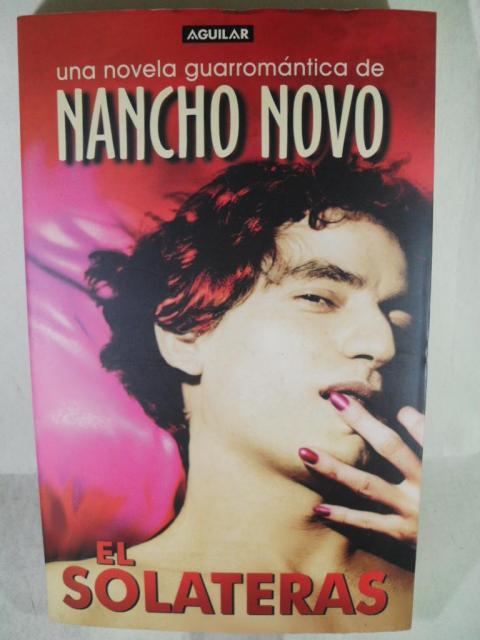 AGUILAR
una novela guarromántica de
NANCHO NOVO
EL
SOLATERAS